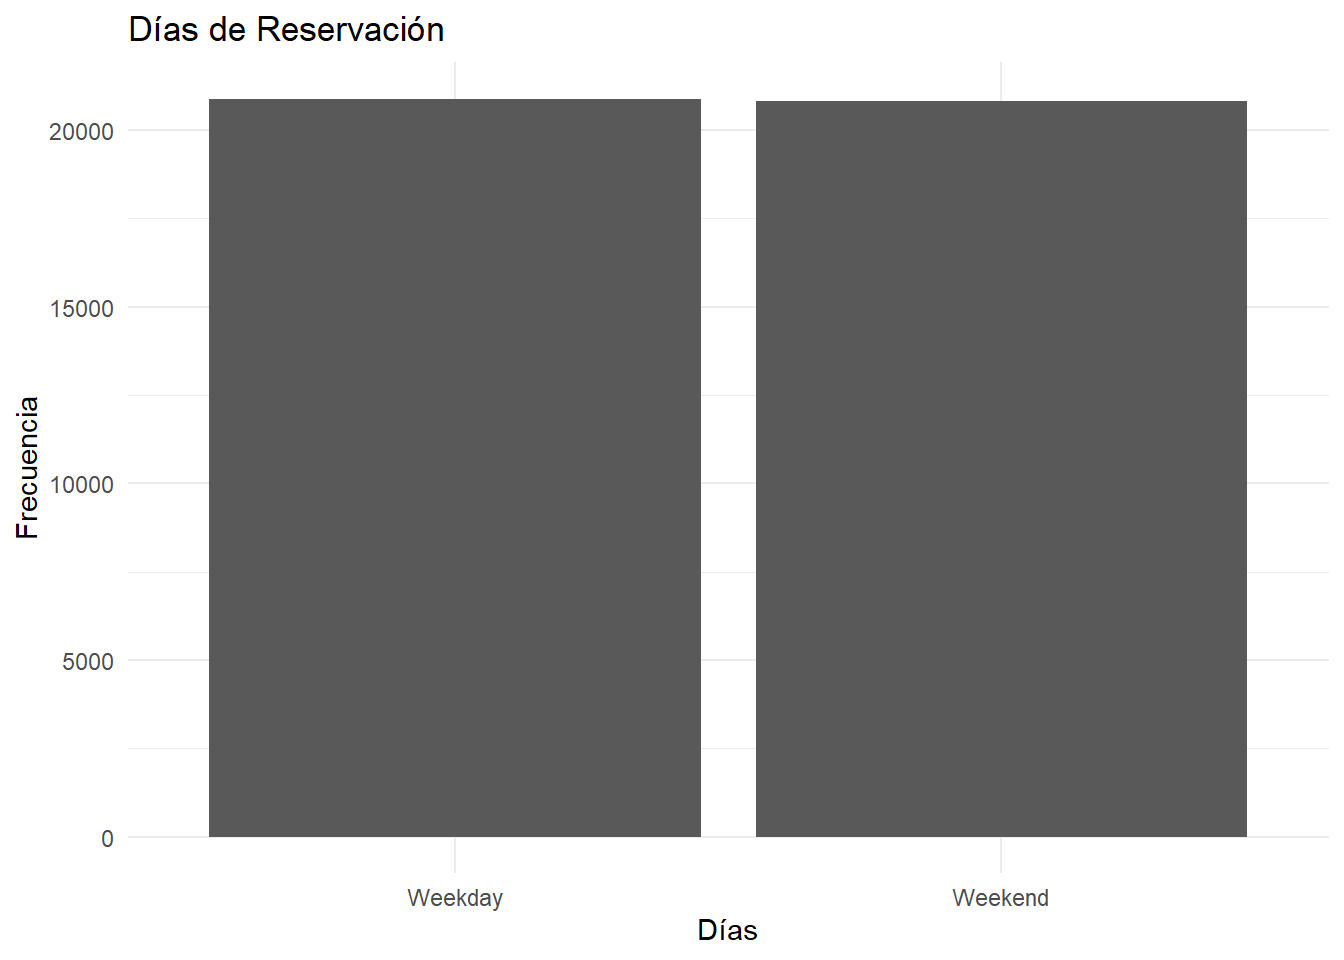 Días de Reservación
Frecuencia
20000
15000
10000
5000
0
Weekday
Weekend
Días